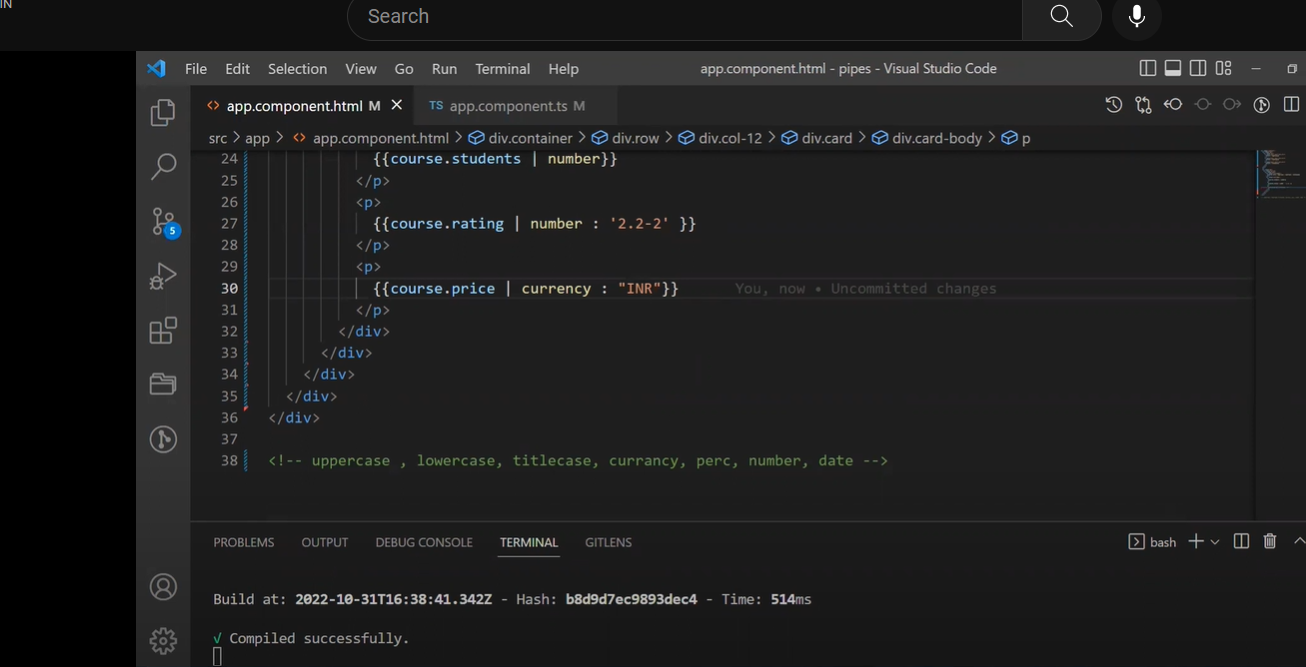 IN
Search
File Edit Selection View Go Run Terminal Help app.component.html - pipes - Visual Studio Code
app.component.html M TS app.component.ts M
src app app.component.html div.container div.row div.col-12 div.card div.card-body p
24 {{course.students | number}}
25 </p>
26 <p>
27 {{course.rating | number : '2.2-2' }}
28 </p>
29 <p>
30 {{course.price | currency : "INR"}} You, now • Uncommitted changes
31 </p>
32 </div>
33 </div>
34 </div>
35 </div>
36 </div>
37
38 <!-- uppercase , lowercase, titlecase, currancy, perc, number, date -->
5
PROBLEMS OUTPUT DEBUG CONSOLE TERMINAL GITLENS bash
Build at: 2022-10-31T16:38:41.342Z - Hash: b8d9d7ec9893dec4 - Time: 514ms
√ Compiled successfully.